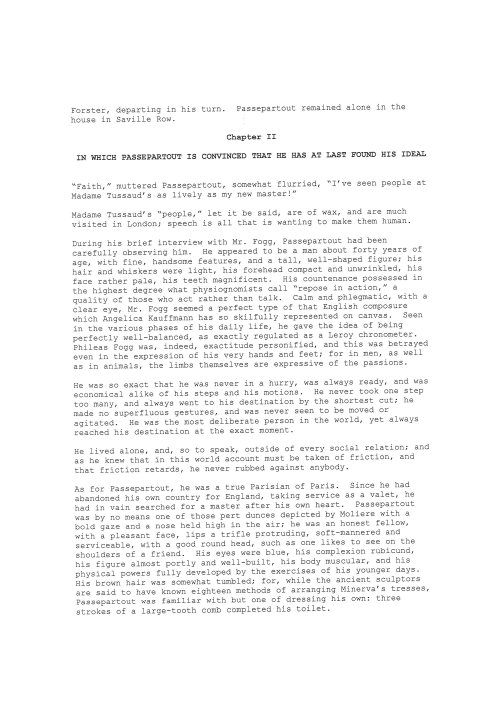 Forster, departing in his turn.  Passepartout remained alone in the
house in Saville Row.
Chapter II
IN WHICH PASSEPARTOUT IS CONVINCED THAT HE HAS AT LAST FOUND HIS IDEAL
"Faith," muttered Passepartout, somewhat flurried, "I've seen people at
Madame Tussaud's as lively as my new master!"
Madame Tussaud's "people," let it be said, are of wax, and are much
visited in London; speech is all that is wanting to make them human.
During his brief interview with Mr. Fogg, Passepartout had been
carefully observing him.  He appeared to be a man about forty years of
age, with fine, handsome features, and a tall, well-shaped figure; his
hair and whiskers were light, his forehead compact and unwrinkled, his
face rather pale, his teeth magnificent.  His countenance possessed in
the highest degree what physiognomists call "repose in action," a
quality of those who act rather than talk.  Calm and phlegmatic, with a
clear eye, Mr. Fogg seemed a perfect type of that English composure
which Angelica Kauffmann has so skilfully represented on canvas.  Seen
in the various phases of his daily life, he gave the idea of being
perfectly well-balanced, as exactly regulated as a Leroy chronometer.
Phileas Fogg was, indeed, exactitude personified, and this was betrayed
even in the expression of his very hands and feet; for in men, as well
as in animals, the limbs themselves are expressive of the passions.
He was so exact that he was never in a hurry, was always ready, and was
economical alike of his steps and his motions.  He never took one step
too many, and always went to his destination by the shortest cut; he
made no superfluous gestures, and was never seen to be moved or
agitated.  He was the most deliberate person in the world, yet always
reached his destination at the exact moment.
He lived alone, and, so to speak, outside of every social relation; and
as he knew that in this world account must be taken of friction, and
that friction retards, he never rubbed against anybody.
As for Passepartout, he was a true Parisian of Paris.  Since he had
abandoned his own country for England, taking service as a valet, he
had in vain searched for a master after his own heart.  Passepartout
was by no means one of those pert dunces depicted by Moliere with a
bold gaze and a nose held high in the air; he was an honest fellow,
with a pleasant face, lips a trifle protruding, soft-mannered and
serviceable, with a good round head, such as one likes to see on the
shoulders of a friend.  His eyes were blue, his complexion rubicund,
his figure almost portly and well-built, his body muscular, and his
physical powers fully developed by the exercises of his younger days.
His brown hair was somewhat tumbled; for, while the ancient sculptors
are said to have known eighteen methods of arranging Minerva's tresses,
Passepartout was familiar with but one of dressing his own: three
strokes of a large-tooth comb completed his toilet.